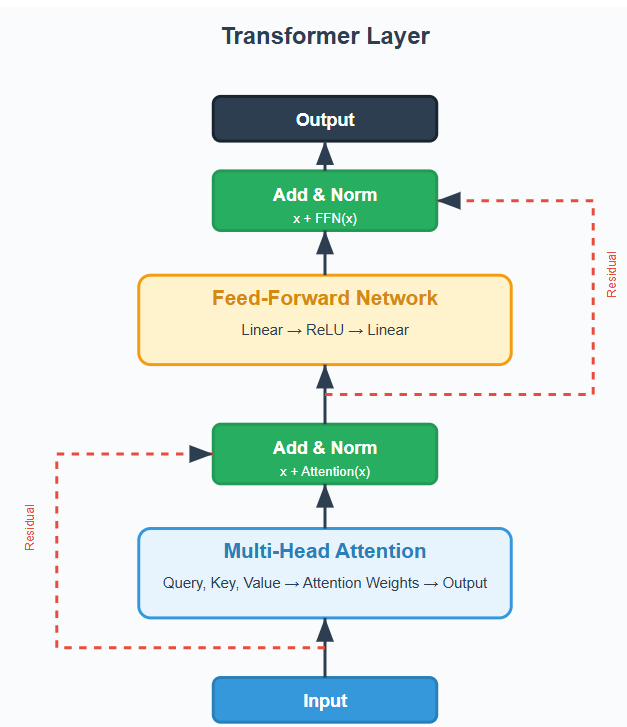 Transformer Layer
Output
Add & Norm
x + FFN(x)
Residual
Feed-Forward Network
Linear → ReLU → Linear
Add & Norm
x + Attention(x)
Residual
Multi-Head Attention
Query, Key, Value → Attention Weights → Output
Input